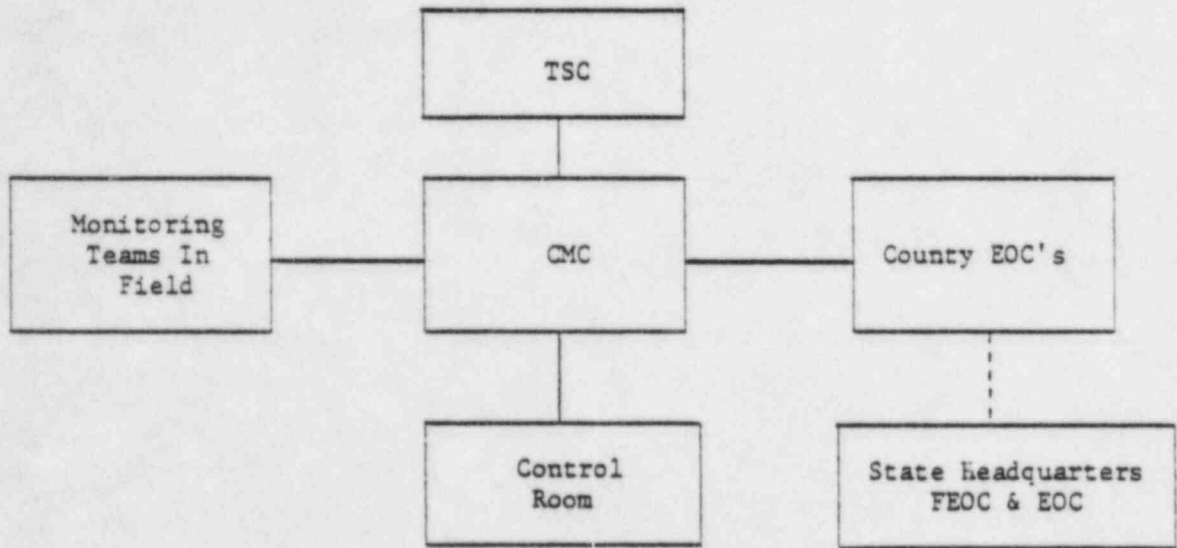 TSC
Monitoring
Teams In
Field
CMC
County EOC's
Control
Room
State Headquarters
FEOC & EOC